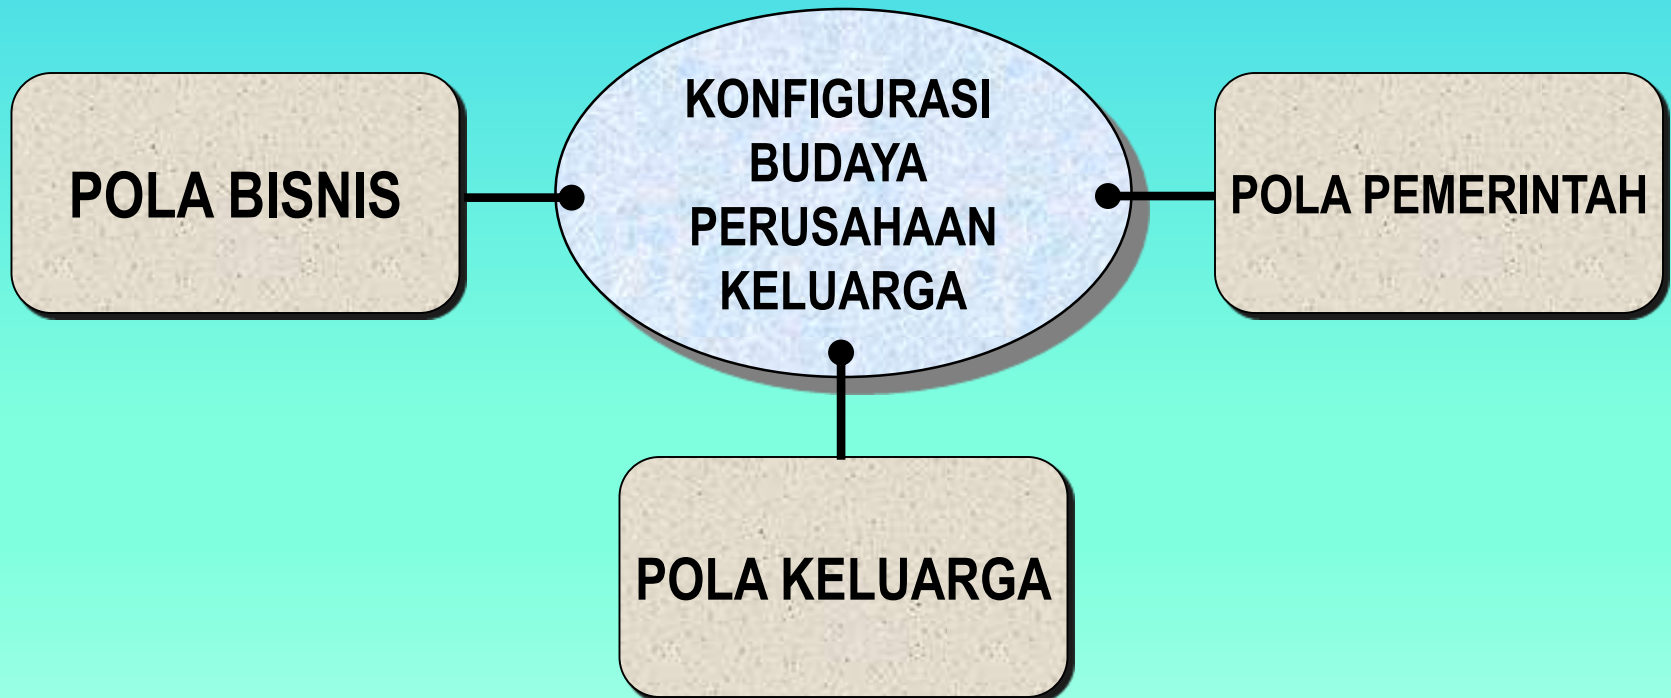 POLA BISNIS
KONFIGURASI
BUDAYA
PERUSAHAAN
KELUARGA
POLA PEMERINTAH
POLA KELUARGA